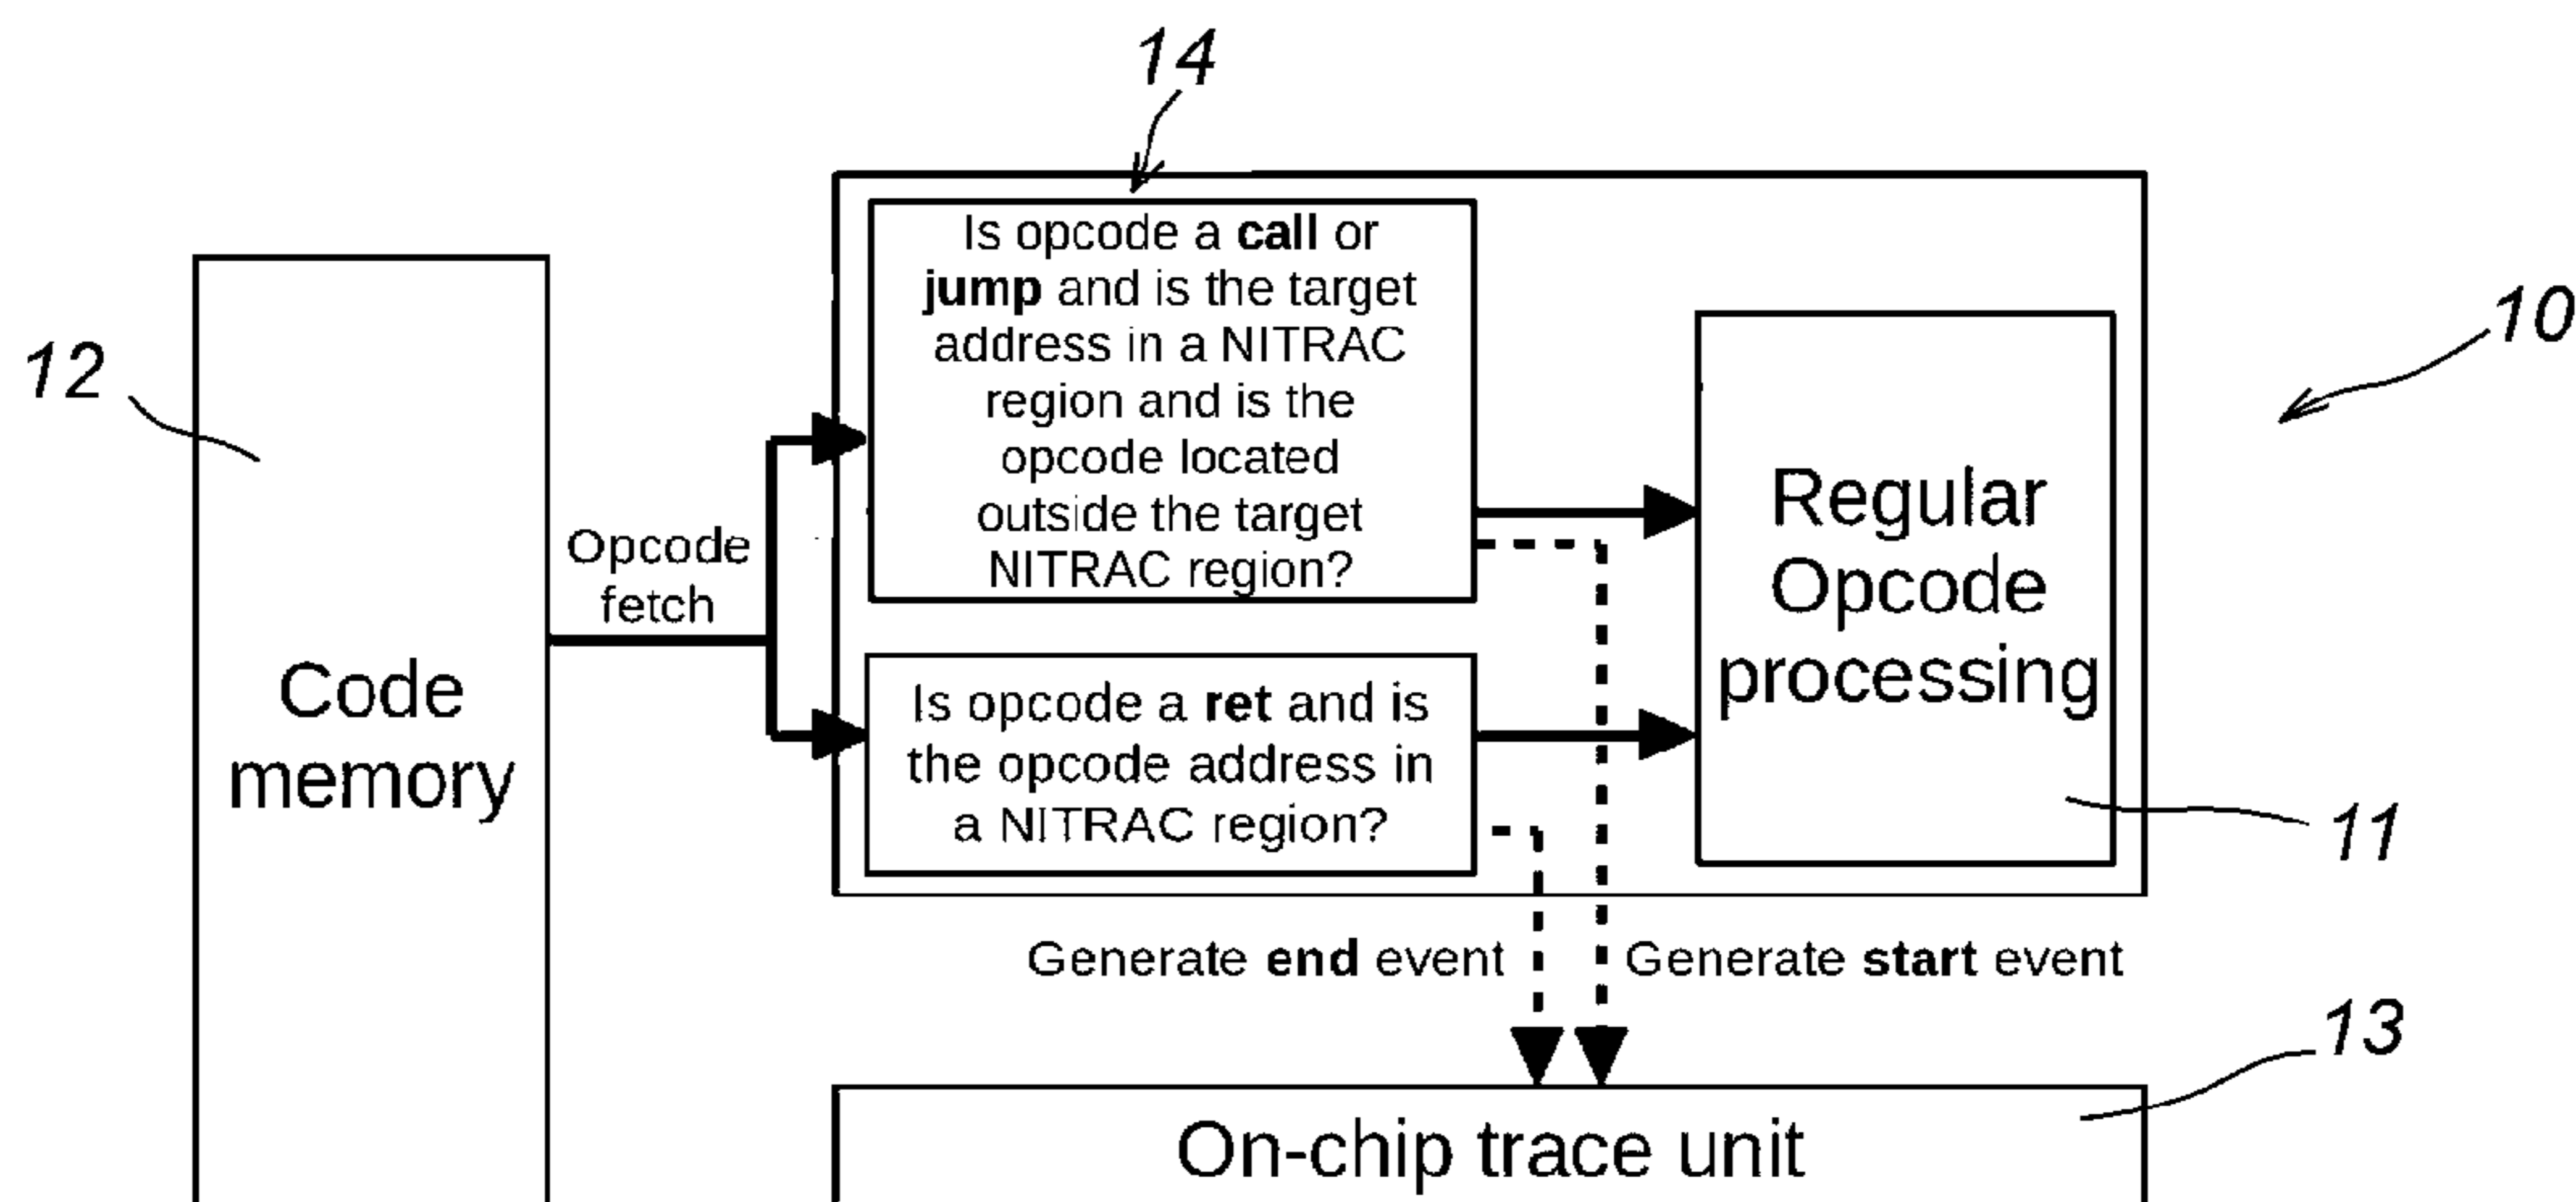 14
Is opcode a call or
jump and is the target
address in a NITRAC
region and is the
opcode located
outside the target
NITRAC region?
10
12
Regular
Opcode
processing
Opcode
fetch
Code
memory
Is opcode a ret and is
the opcode address in
a NITRAC region?
11
Generate end event
Generate start event
13
On-chip trace unit